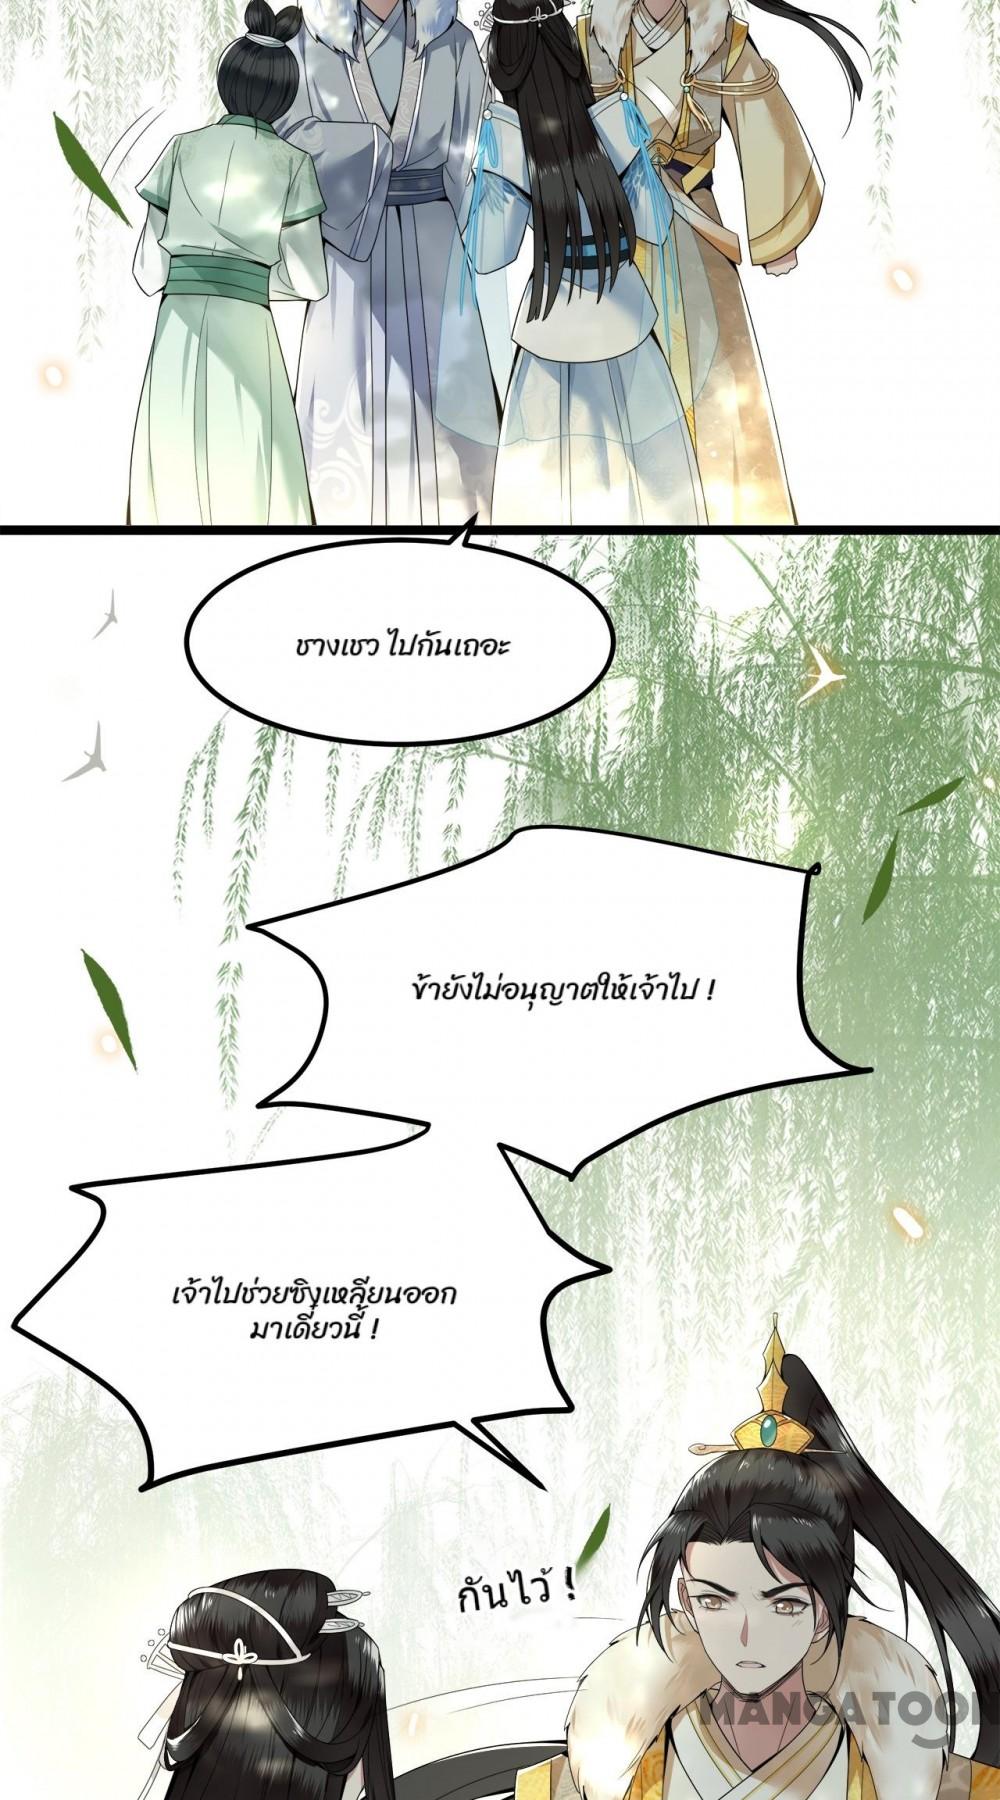 ชางเชว ไปกันเถอะ
ข้ายังไม่อนุญาตให้เจ้าไป !
เจ้าไปช่วยซิงเหลียนออก
มาเดี๋ยวนี้ !
กันไว้ !
MANGATOON